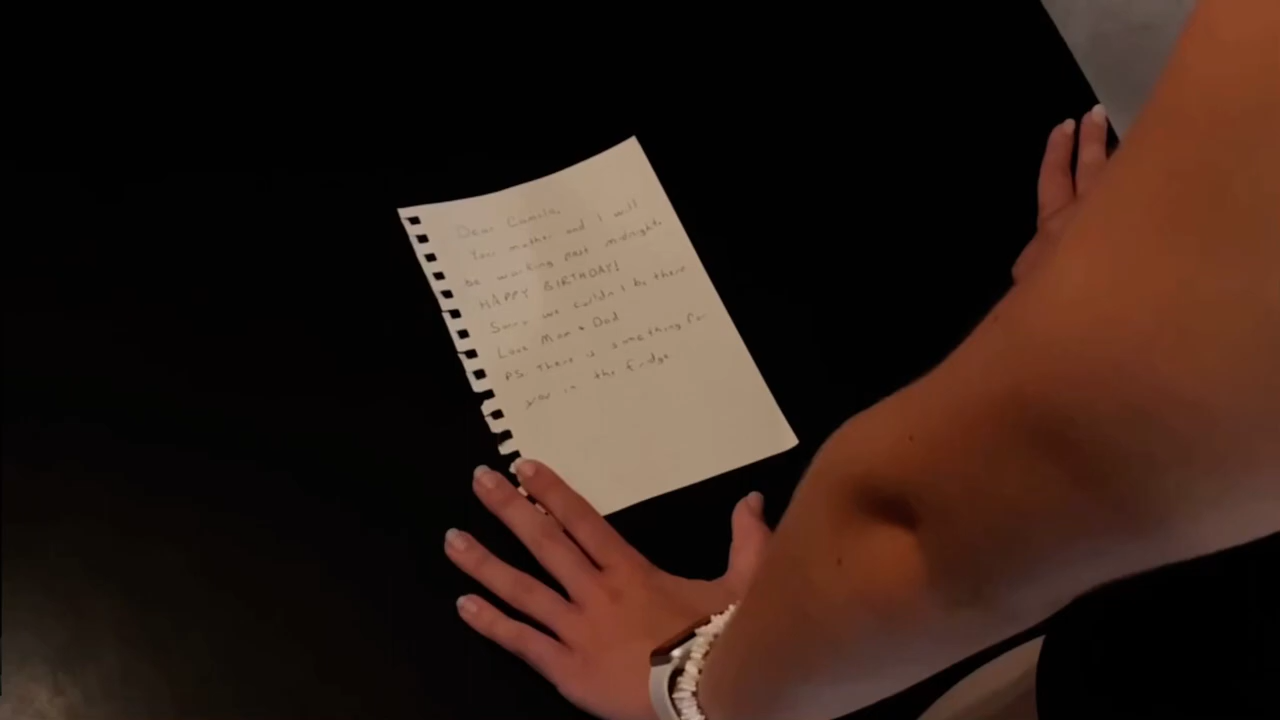 Dear Camila,
Your mother and I will
be working past midnight.
HAPPY BIRTHDAY!
Sorry we couldn't be there
Love Mom & Dad
PS. There is something for
you in the fridge